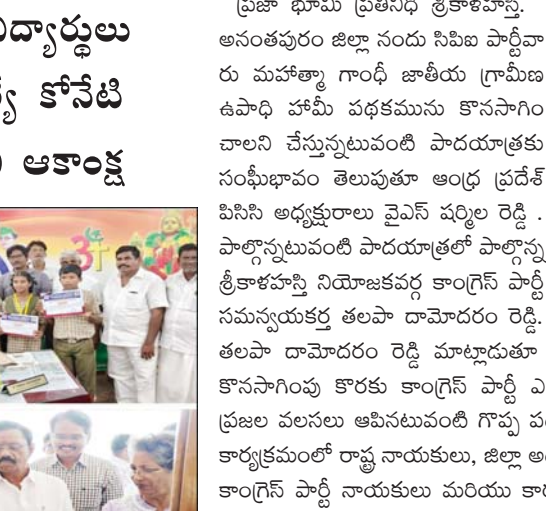 విద్యార్థులు
కోనేటి
ఆకాంక్ష
ప్రజా భూమి ప్రతినిధి శ్రీకాళహస్తి.
అనంతపురం జిల్లా నందు సిపిఐ పార్టీవా
రు మహాత్మా గాంధీ జాతీయ గ్రామీణ
ఉపాధి హామీ పథకమును కొనసాగిం
చాలని చేస్తున్నటువంటి పాదయాత్రకు
సంఘీభావం తెలుపుతూ ఆంధ్ర ప్రదేశ్
పిసిసి అధ్యక్షురాలు వైఎస్ షర్మిల రెడ్డి .
పాల్గొన్నటువంటి పాదయాత్రలో పాల్గొన్న
శ్రీకాళహస్తి నియోజకవర్గ కాంగ్రెస్ పార్టీ
సమన్వయకర్త తలపా దామోదరం రెడ్డి.
తలపా దామోదరం రెడ్డి మాట్లాడుతూ
కొనసాగింపు కొరకు కాంగ్రెస్ పార్టీ ఎ
ప్రజల వలసలు ఆపినటువంటి గొప్ప
కార్యక్రమంలో రాష్ట్ర నాయకులు, జిల్లా
కాంగ్రెస్ పార్టీ నాయకులు మరియు